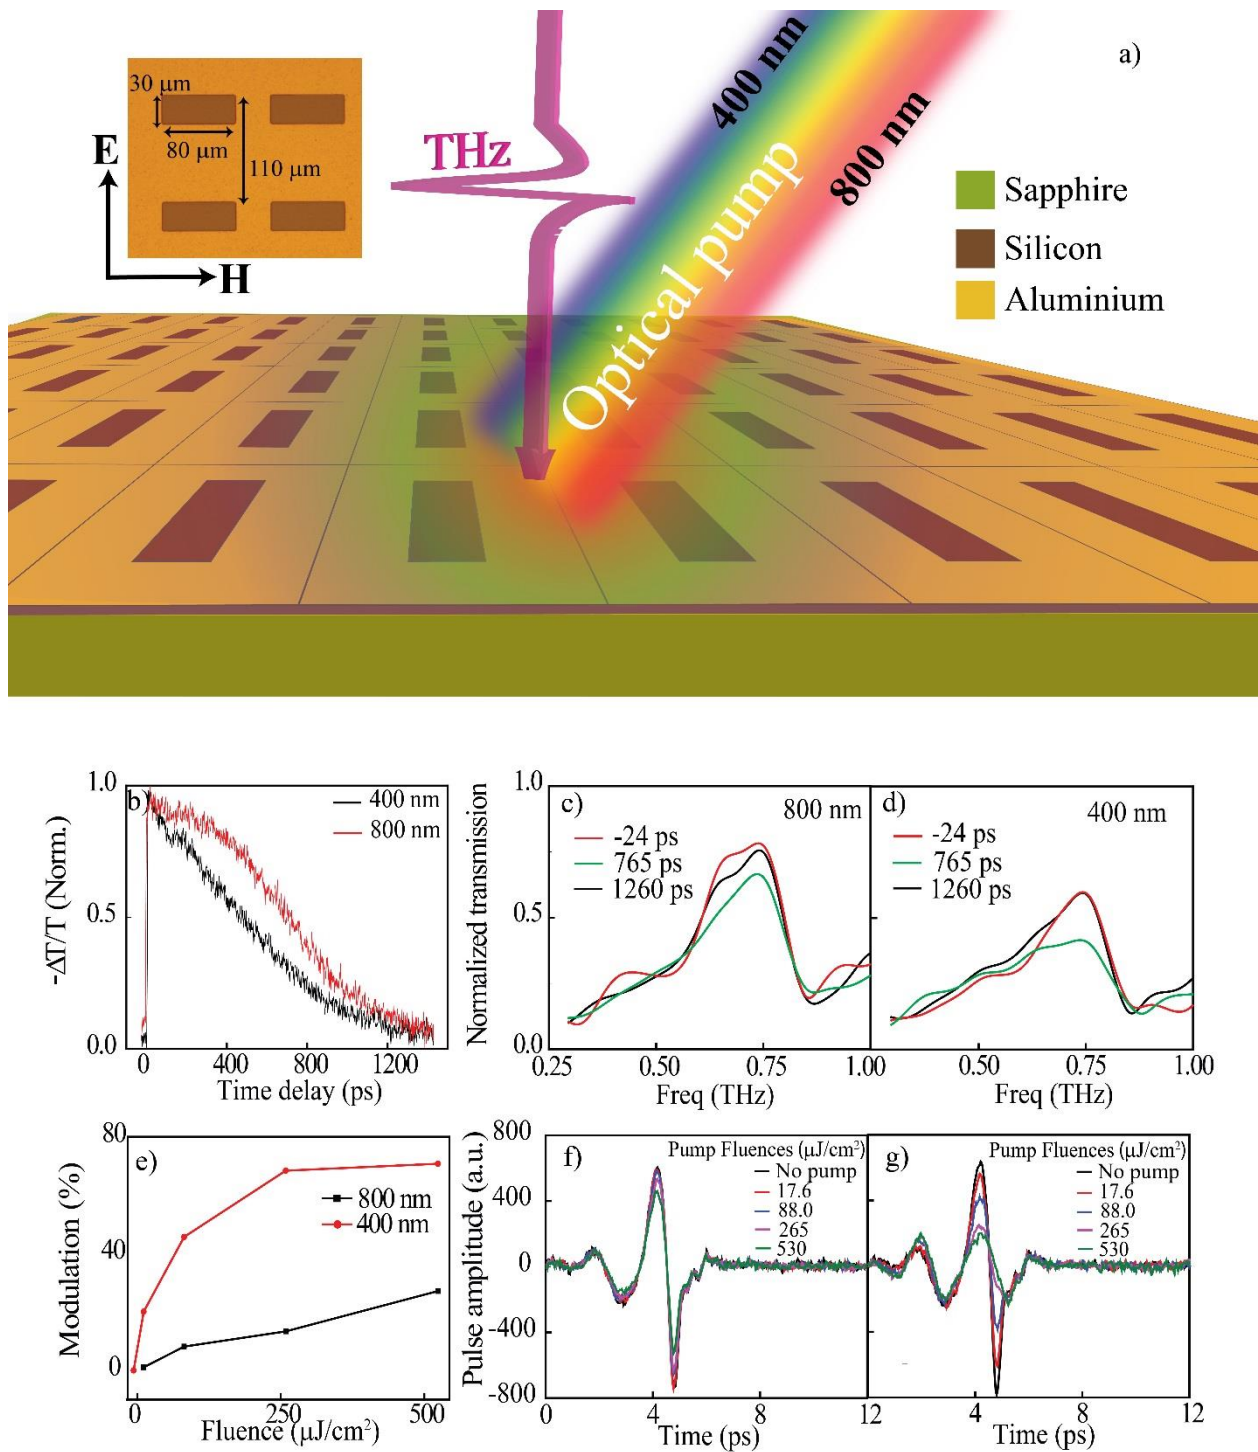 a)
30 μm
80 μm
110 μm
E
H
THz
400 nm
800 nm
Optical pump
Sapphire
Silicon
Aluminium
b)
400 nm
800 nm
1.0
0.5
0.0
-ΔT/T (Norm.)
0 400 800 1200
Time delay (ps)
c) 800 nm
-24 ps
765 ps
1260 ps
1.0
0.5
0.0
Normalized transmission
0.25 0.50 0.75 1.00
Freq (THz)
d) 400 nm
-24 ps
765 ps
1260 ps
0.50 0.75 1.00
Freq (THz)
e)
800 nm
400 nm
80
40
0
Modulation (%)
0 250 500
Fluence (μJ/cm²)
f) Pump Fluences (μJ/cm²)
No pump
17.6
88.0
265
530
800
400
0
-400
-800
Pulse amplitude (a.u.)
0 4 8 12
Time (ps)
g) Pump Fluences (μJ/cm²)
No pump
17.6
88.0
265
530
4 8 12
Time (ps)